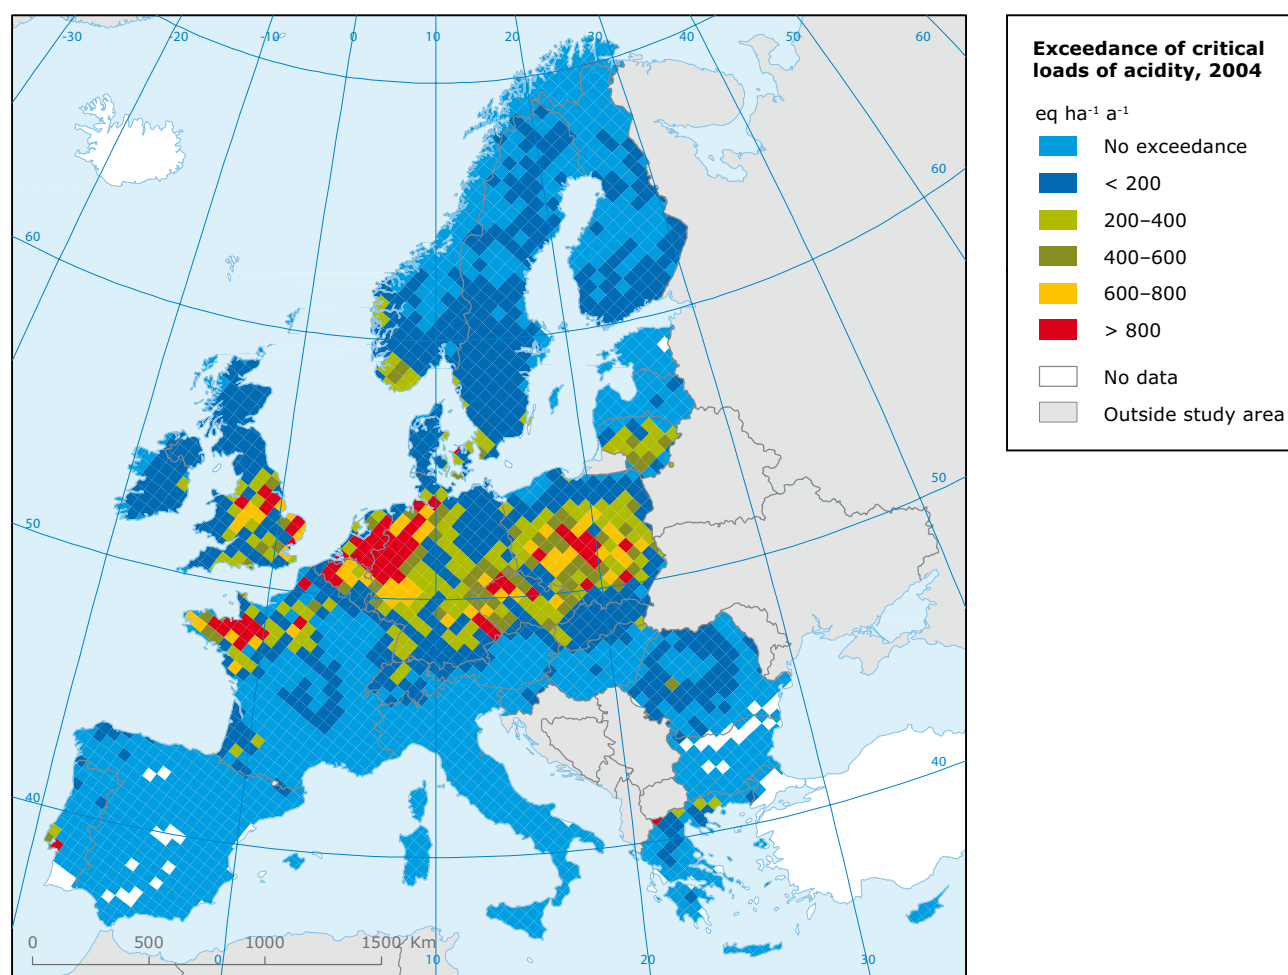 -30 -20 -10 0 10 20 30 40 50 60
60
60
50
50
40
40
0 500 1000 1500 Km
0 10 20 30
Exceedance of critical
loads of acidity, 2004
eq ha⁻¹ a⁻¹
No exceedance
< 200
200–400
400–600
600–800
> 800
No data
Outside study area